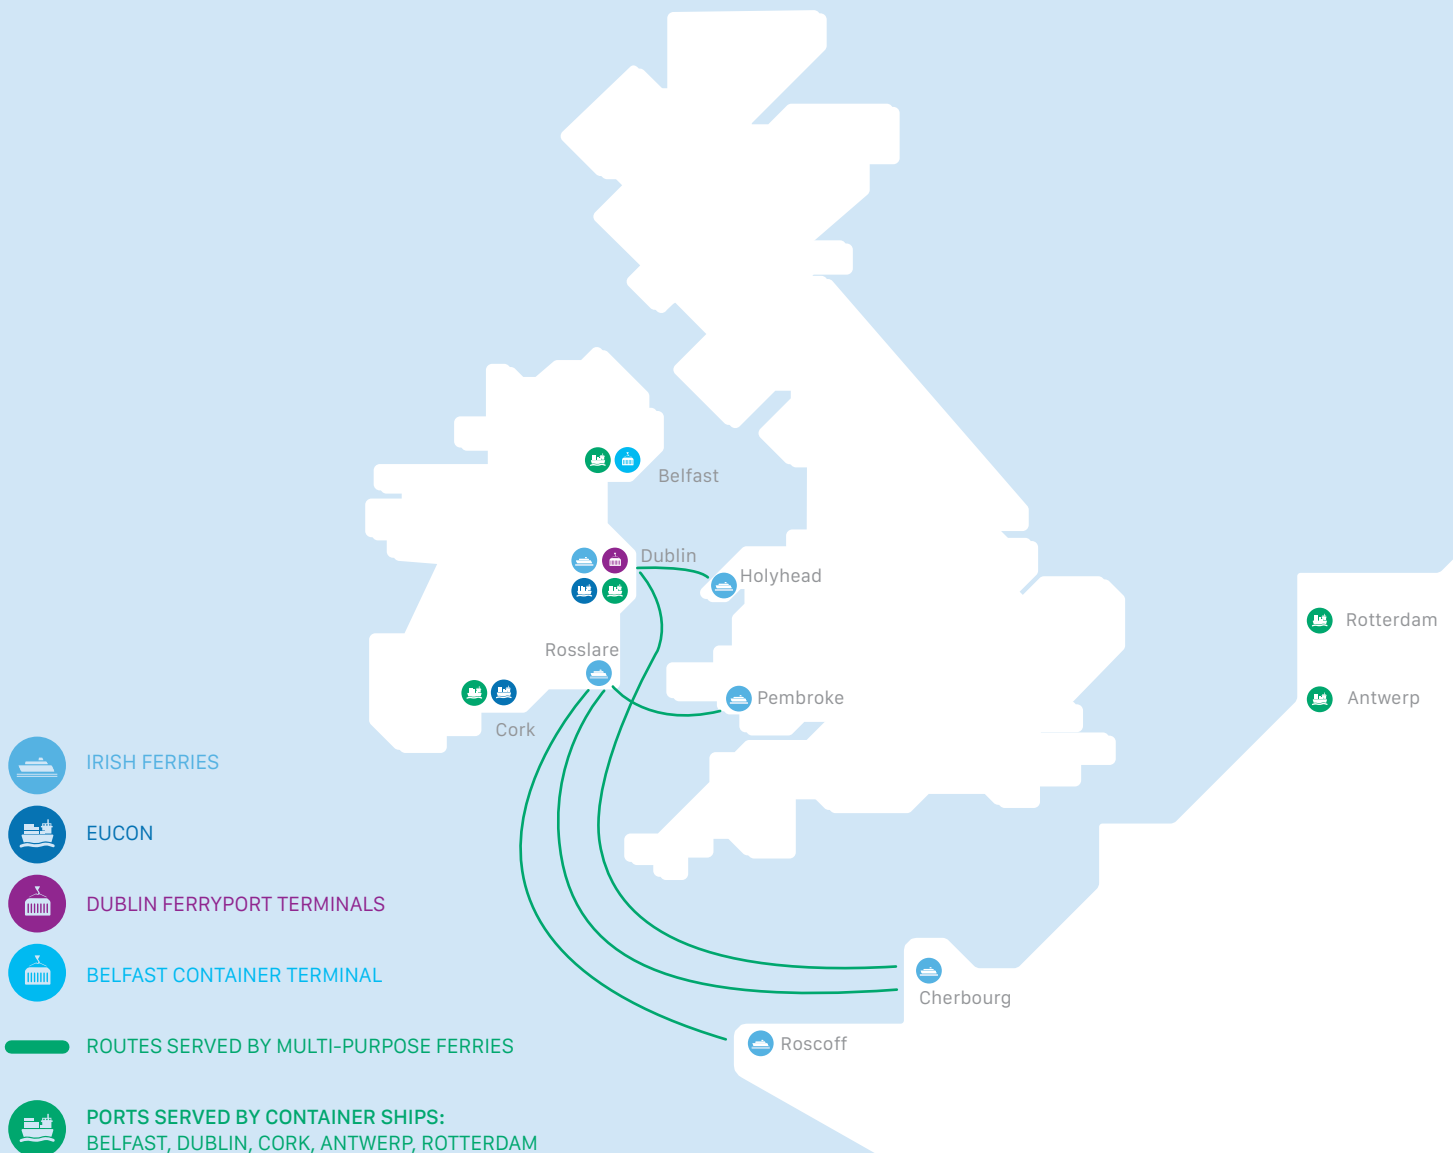 Belfast
Dublin
Holyhead
Rotterdam
Rosslare
Pembroke
Antwerp
Cork
IRISH FERRIES
EUCON
DUBLIN FERRYPORT TERMINALS
BELFAST CONTAINER TERMINAL
Cherbourg
Roscoff
ROUTES SERVED BY MULTI-PURPOSE FERRIES
PORTS SERVED BY CONTAINER SHIPS:
BELFAST, DUBLIN, CORK, ANTWERP, ROTTERDAM